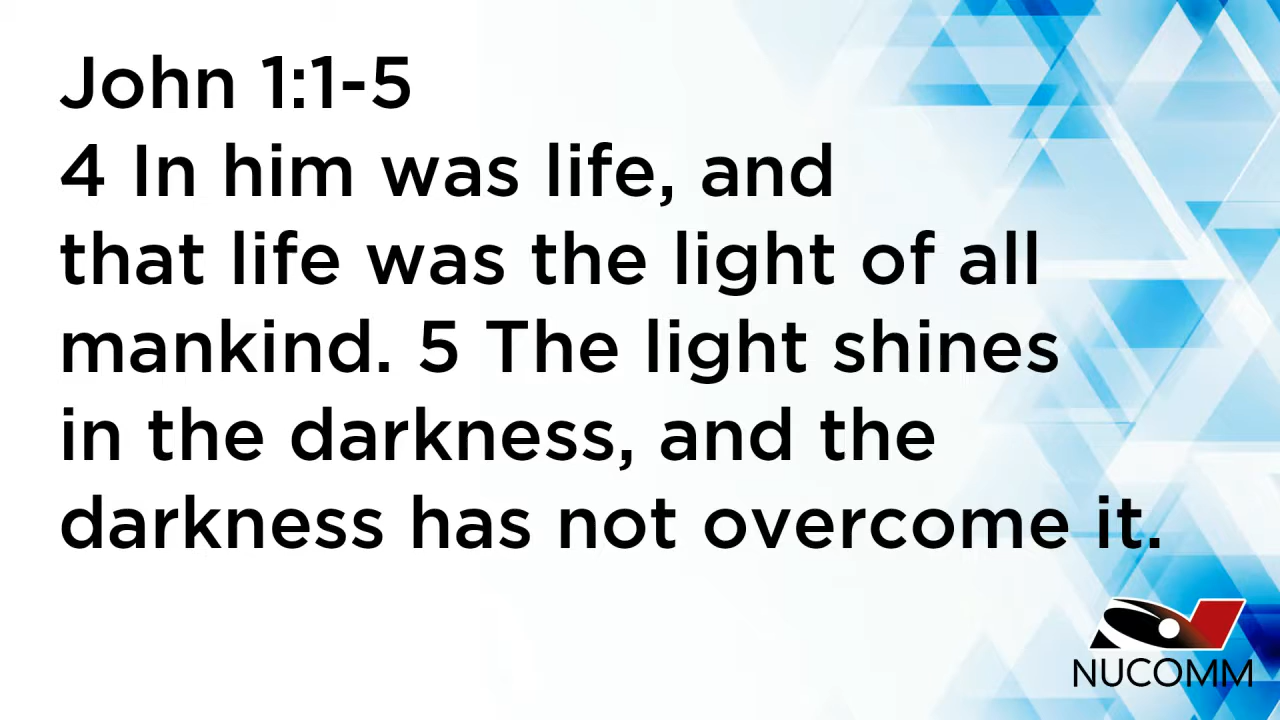 John 1:1-5
4 In him was life, and
that life was the light of all
mankind. 5 The light shines
in the darkness, and the
darkness has not overcome it.
NUCOMM